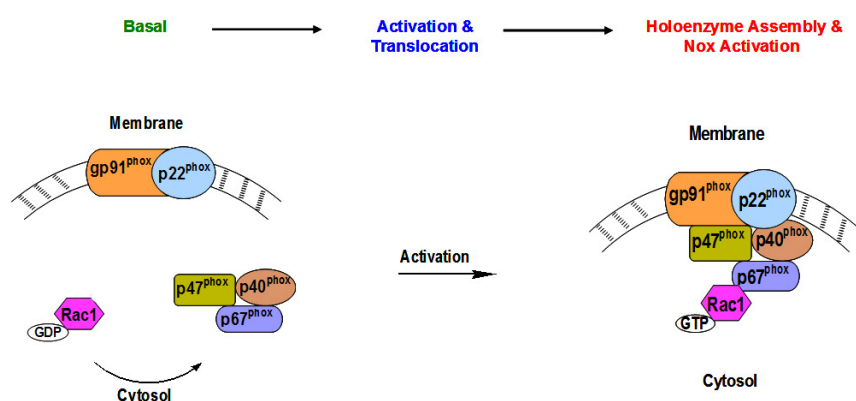 Basal
Activation &
Translocation
Holoenzyme Assembly &
Nox Activation
Membrane
gp91phox
p22phox
p47phox
p40phox
p67phox
Rac1
GDP
Cytosol
Activation
Membrane
gp91phox
p22phox
p47phox
p40phox
p67phox
Rac1
GTP
Cytosol